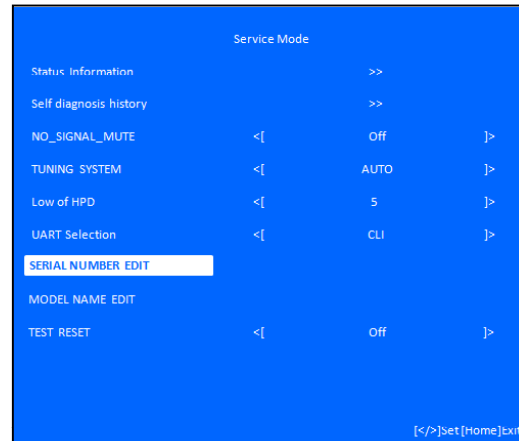 Service Mode
Status Information >>
Self diagnosis history >>
NO_SIGNAL_MUTE <[ Off ]>
TUNING SYSTEM <[ AUTO ]>
Low of HPD <[ 5 ]>
UART Selection <[ CLI ]>
SERIAL NUMBER EDIT
MODEL NAME EDIT
TEST RESET <[ Off ]>
[</>]Set[Home]Exit